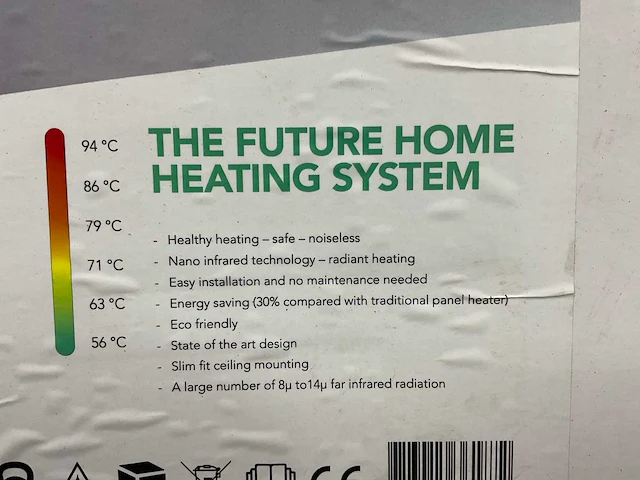 THE FUTURE HOME
HEATING SYSTEM
94 °C
86 °C
79 °C
71 °C
63 °C
56 °C
- Healthy heating – safe – noiseless
- Nano infrared technology – radiant heating
- Easy installation and no maintenance needed
- Energy saving (30% compared with traditional panel heater)
- Eco friendly
- State of the art design
- Slim fit ceiling mounting
- A large number of 8µ to14µ far infrared radiation
CE